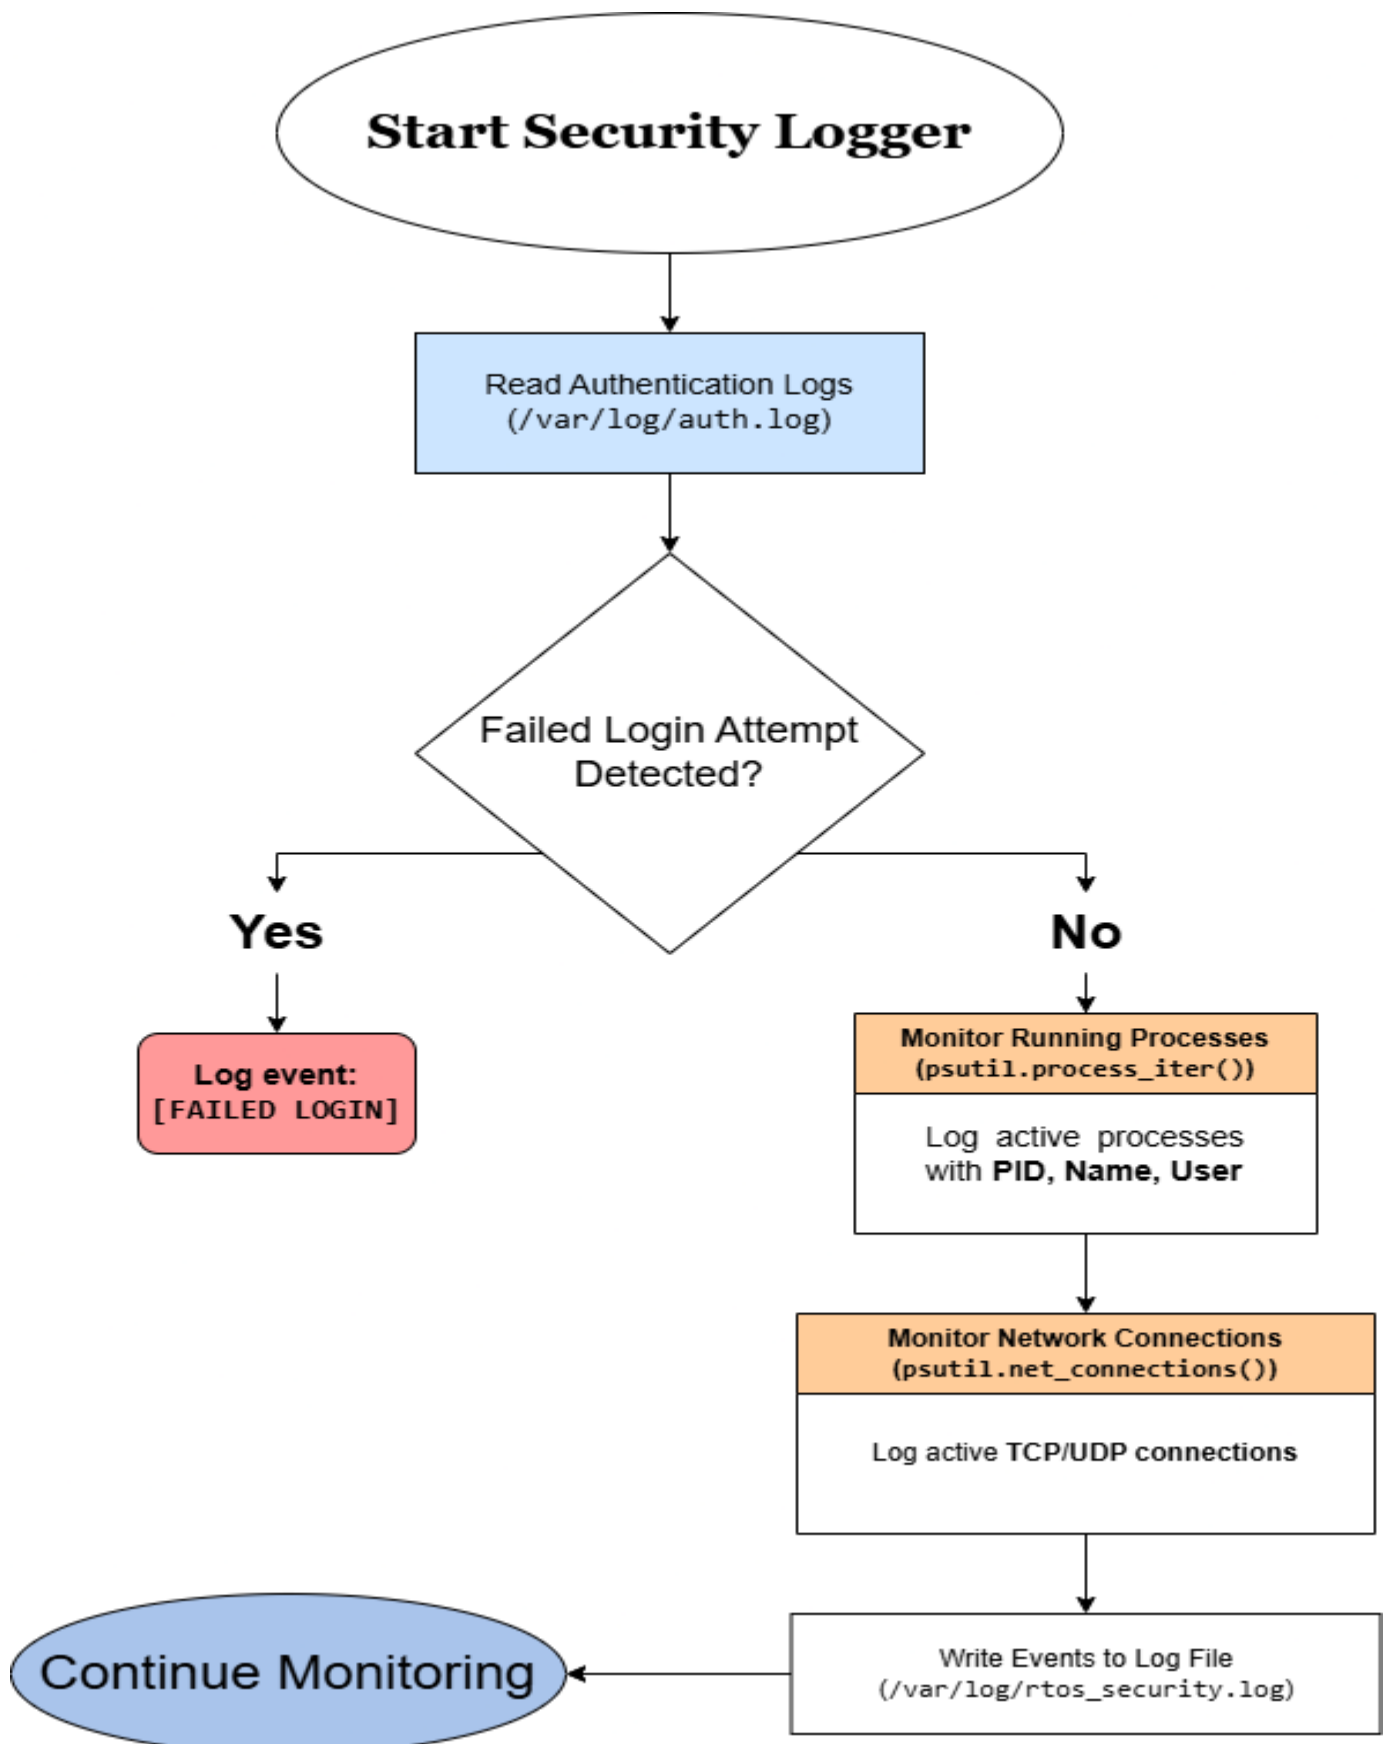 Start Security Logger
Read Authentication Logs
(/var/log/auth.log)
Failed Login Attempt
Detected?
Yes
No
Log event:
[FAILED LOGIN]
Monitor Running Processes
(psutil.process_iter())
Log active processes
with PID, Name, User
Monitor Network Connections
(psutil.net_connections())
Log active TCP/UDP connections
Write Events to Log File
(/var/log/rtos_security.log)
Continue Monitoring